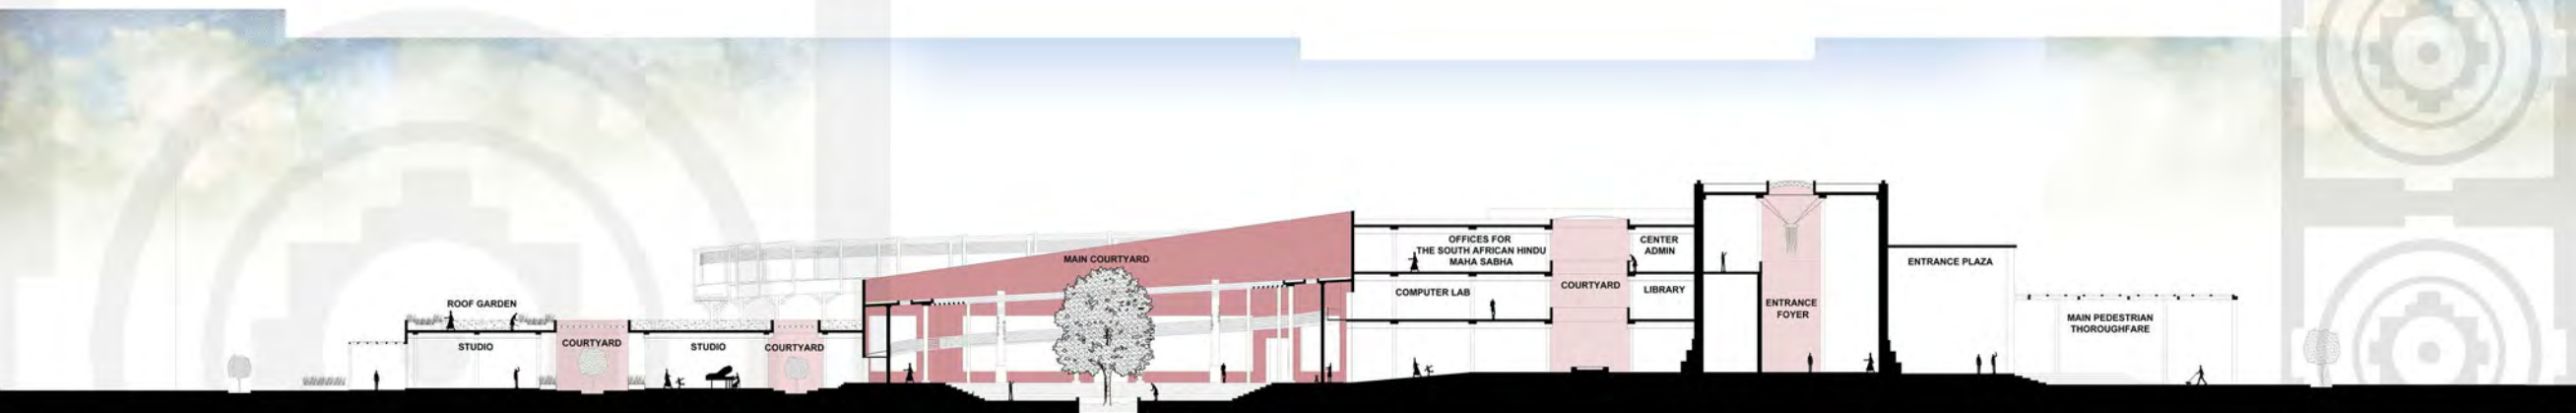 ROOF GARDEN
STUDIO
COURTYARD
STUDIO
COURTYARD
MAIN COURTYARD
OFFICES FOR
THE SOUTH AFRICAN HINDU
MAHA SABHA
COMPUTER LAB
COURTYARD
CENTER
ADMIN
LIBRARY
ENTRANCE
FOYER
ENTRANCE PLAZA
MAIN PEDESTRIAN
THOROUGHFARE